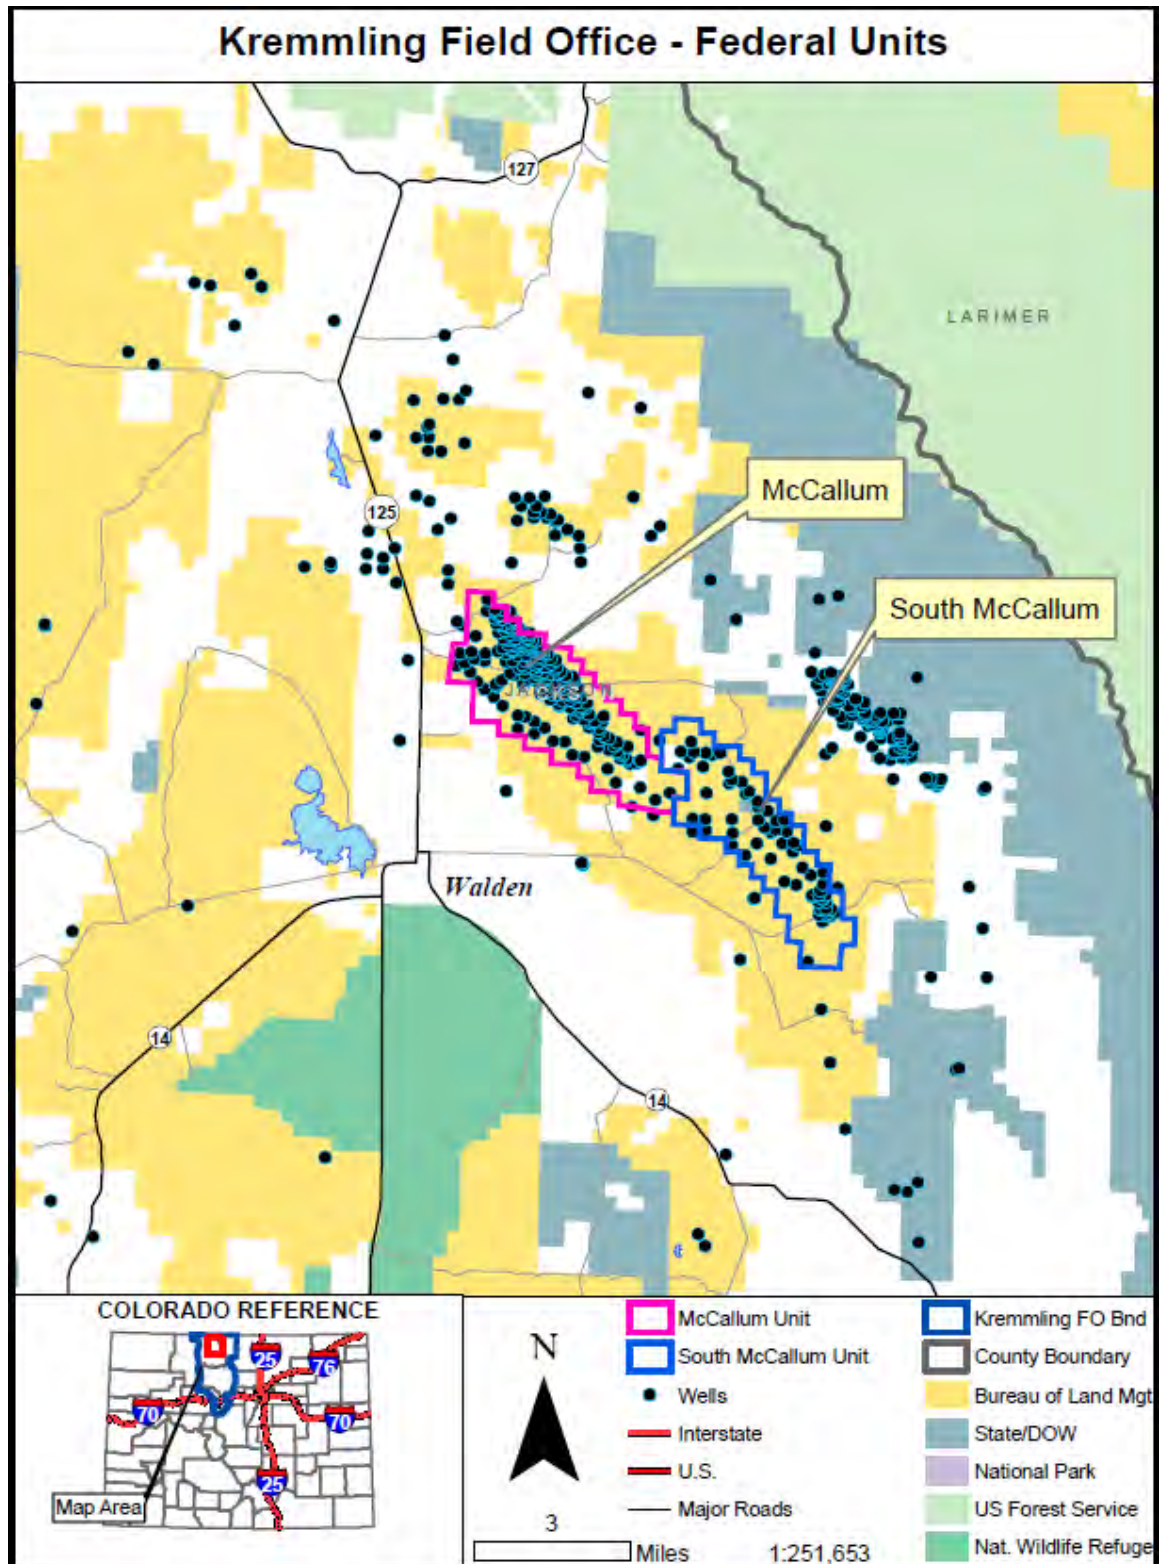 Kremmling Field Office - Federal Units
127
LARIMER
McCallum
125
South McCallum
JACKSON
Walden
14
14
COLORADO REFERENCE
25
76
70
70
25
Map Area
N
3
Miles
1:251,653
McCallum Unit
South McCallum Unit
Wells
Interstate
U.S.
Major Roads
Kremmling FO Bnd
County Boundary
Bureau of Land Mgt
State/DOW
National Park
US Forest Service
Nat. Wildlife Refuge